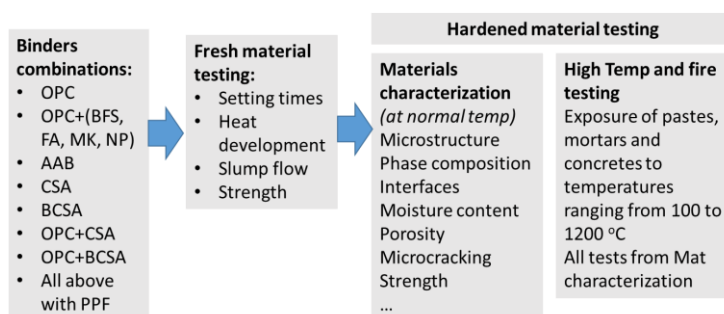 Binders
combinations:
• OPC
• OPC+(BFS,
FA, MK, NP)
• AAB
• CSA
• BCSA
• OPC+CSA
• OPC+BCSA
• All above
with PPF
Fresh material
testing:
• Setting times
• Heat
development
• Slump flow
• Strength
Hardened material testing
Materials
characterization
(at normal temp)
Microstructure
Phase composition
Interfaces
Moisture content
Porosity
Microcracking
Strength
...
High Temp and fire
testing
Exposure of pastes,
mortars and
concretes to
temperatures
ranging from 100 to
1200 °C
All tests from Mat
characterization